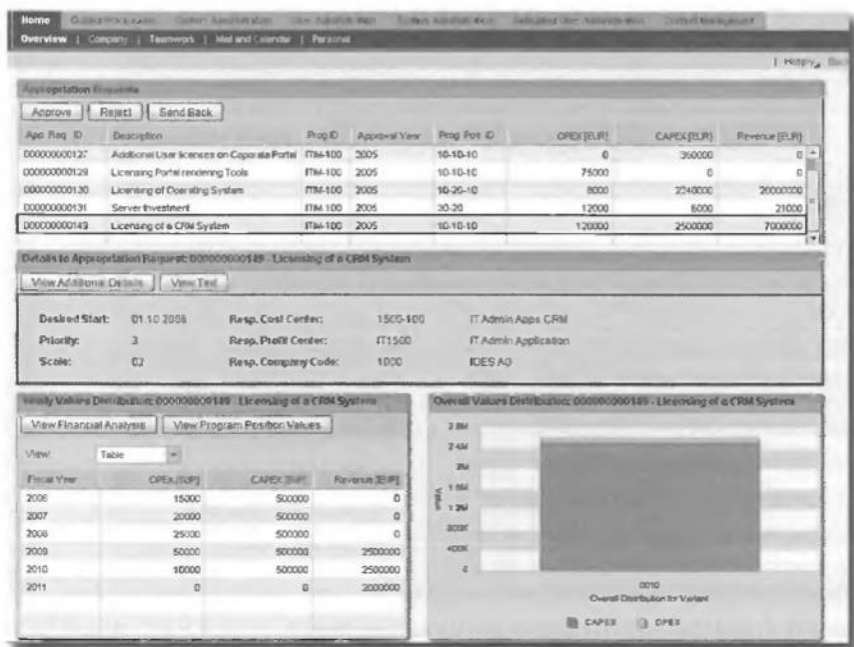 Home
Overview | Company | Teamwork | Mail and Calendar | Personal
| History
Appropriation Requests
Approve Reject Send Back
App Req ID Description Prog ID Approval Year Prog Pos ID OPEX [EUR] CAPEX [EUR] Revenue [EUR]
Additional User licenses on Coporate Portal ITIM-100 2005 10-10-10 0 350000 0
000000000129 Licensing Portal rendering Tools ITIM-100 2005 10-10-10 75000 0 0
000000000130 Licensing of Operating System ITIM-100 2005 10-20-10 8000 20000000
000000000131 Server Investment ITIM-100 2005 30-20 12000 6000 21000
000000000149 Licensing of a CRM System ITIM-100 2005 10-10-10 120000 2500000 7000000
Details to Appropriation Request: 000000000149 - Licensing of a CRM System
View Additional Details View Text
Desired Start: 01.10.2006 Resp. Cost Center: 1500-100 IT Admin Apps CRM
Priority: 3 Resp. Profit Center: IT1500 IT Admin Application
Scale: 02 Resp. Company Code: 1000 IDES AG
Yearly Values Distribution: 000000000149 - Licensing of a CRM System
View Financial Analysis View Program Position Values
View: Table
Fiscal Year OPEX [EUR] CAPEX [EUR] Revenue [EUR]
2006 15000 500000 0
2007 20000 500000 0
2008 25000 500000 0
2009 50000 500000 2500000
2010 10000 500000 2500000
2011 0 0 2000000
Overall Values Distribution: 000000000149 - Licensing of a CRM System
2.8M
2.4M
2M
1.6M
1.2M
800K
400K
0
Value
0010
Overall Distribution for Variant
CAPEX OPEX